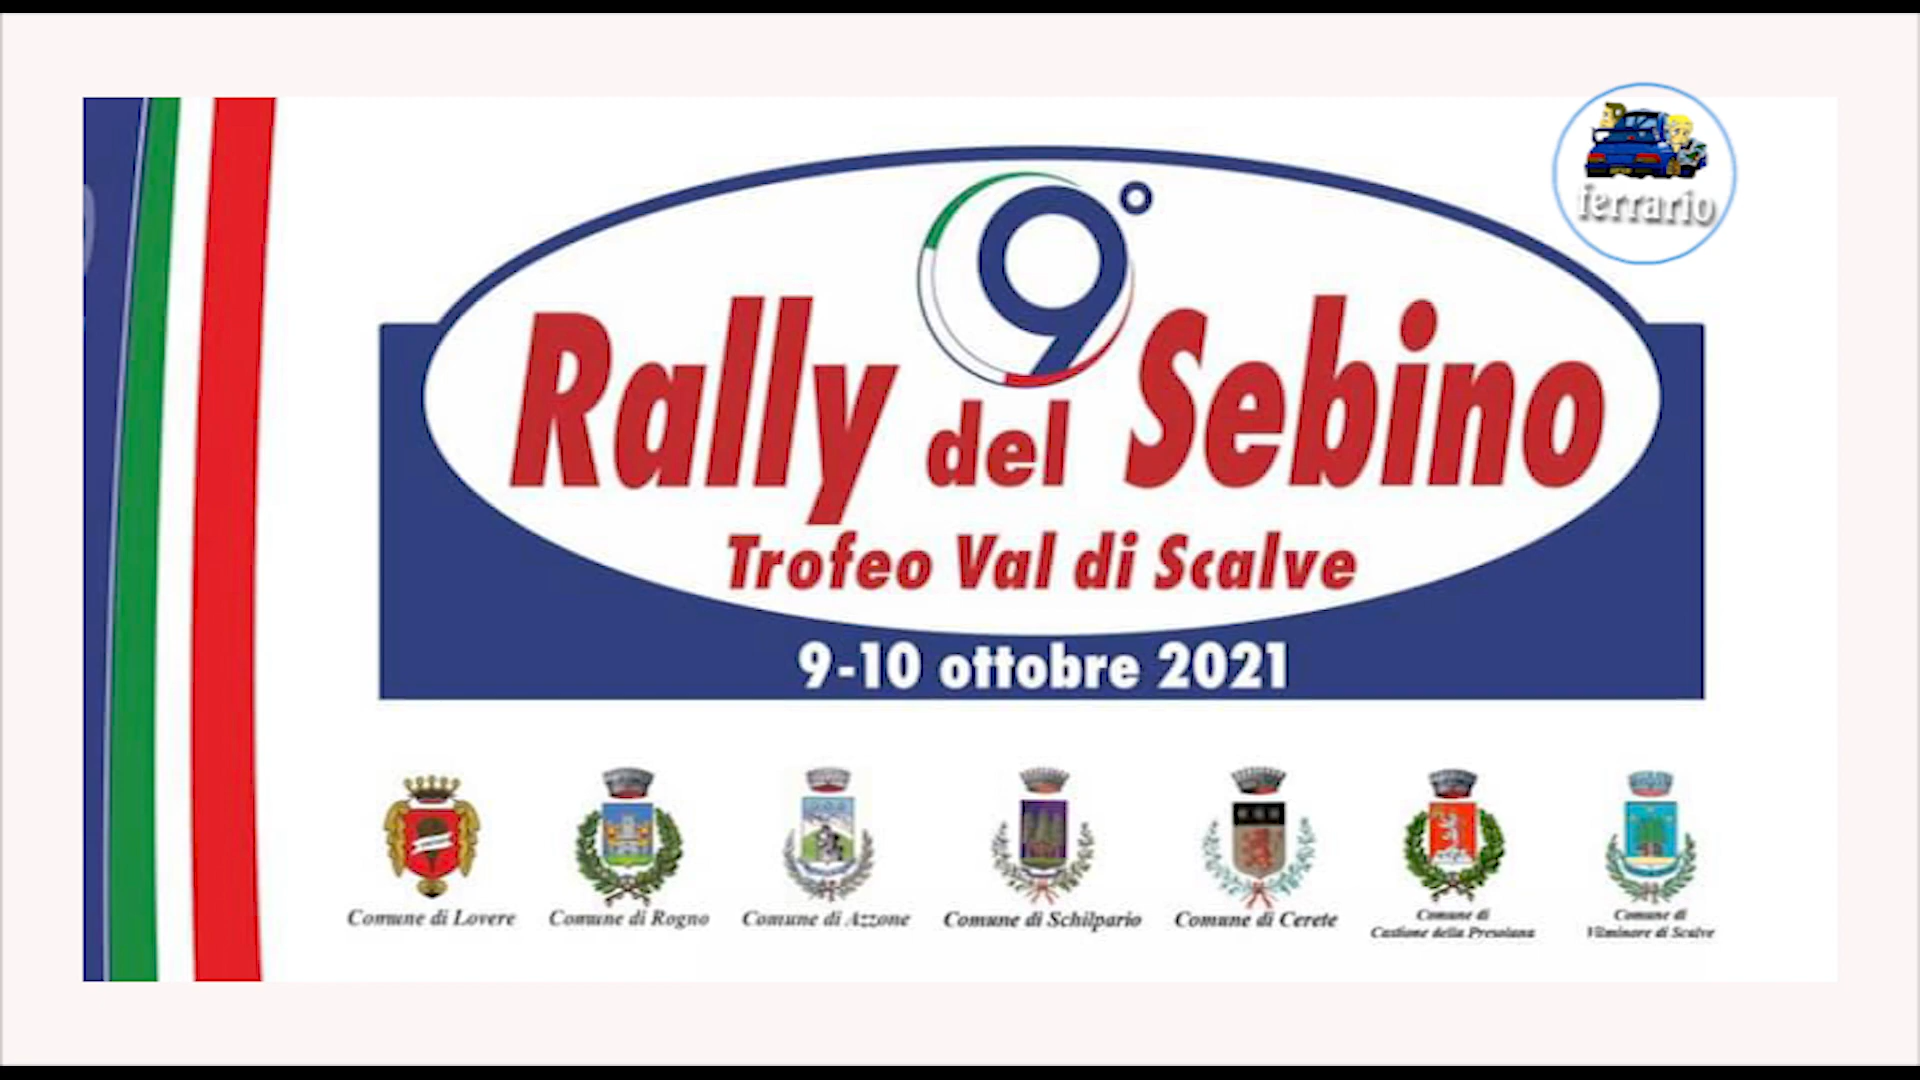 ferrario
9°
Rally del Sebino
Trofeo Val di Scalve
9-10 ottobre 2021
Comune di Lovere
Comune di Rogno
Comune di Azzone
Comune di Schilpario
Comune di Cerete
Comune di
Castione della Presolana
Comune di
Vilminore di Scalve